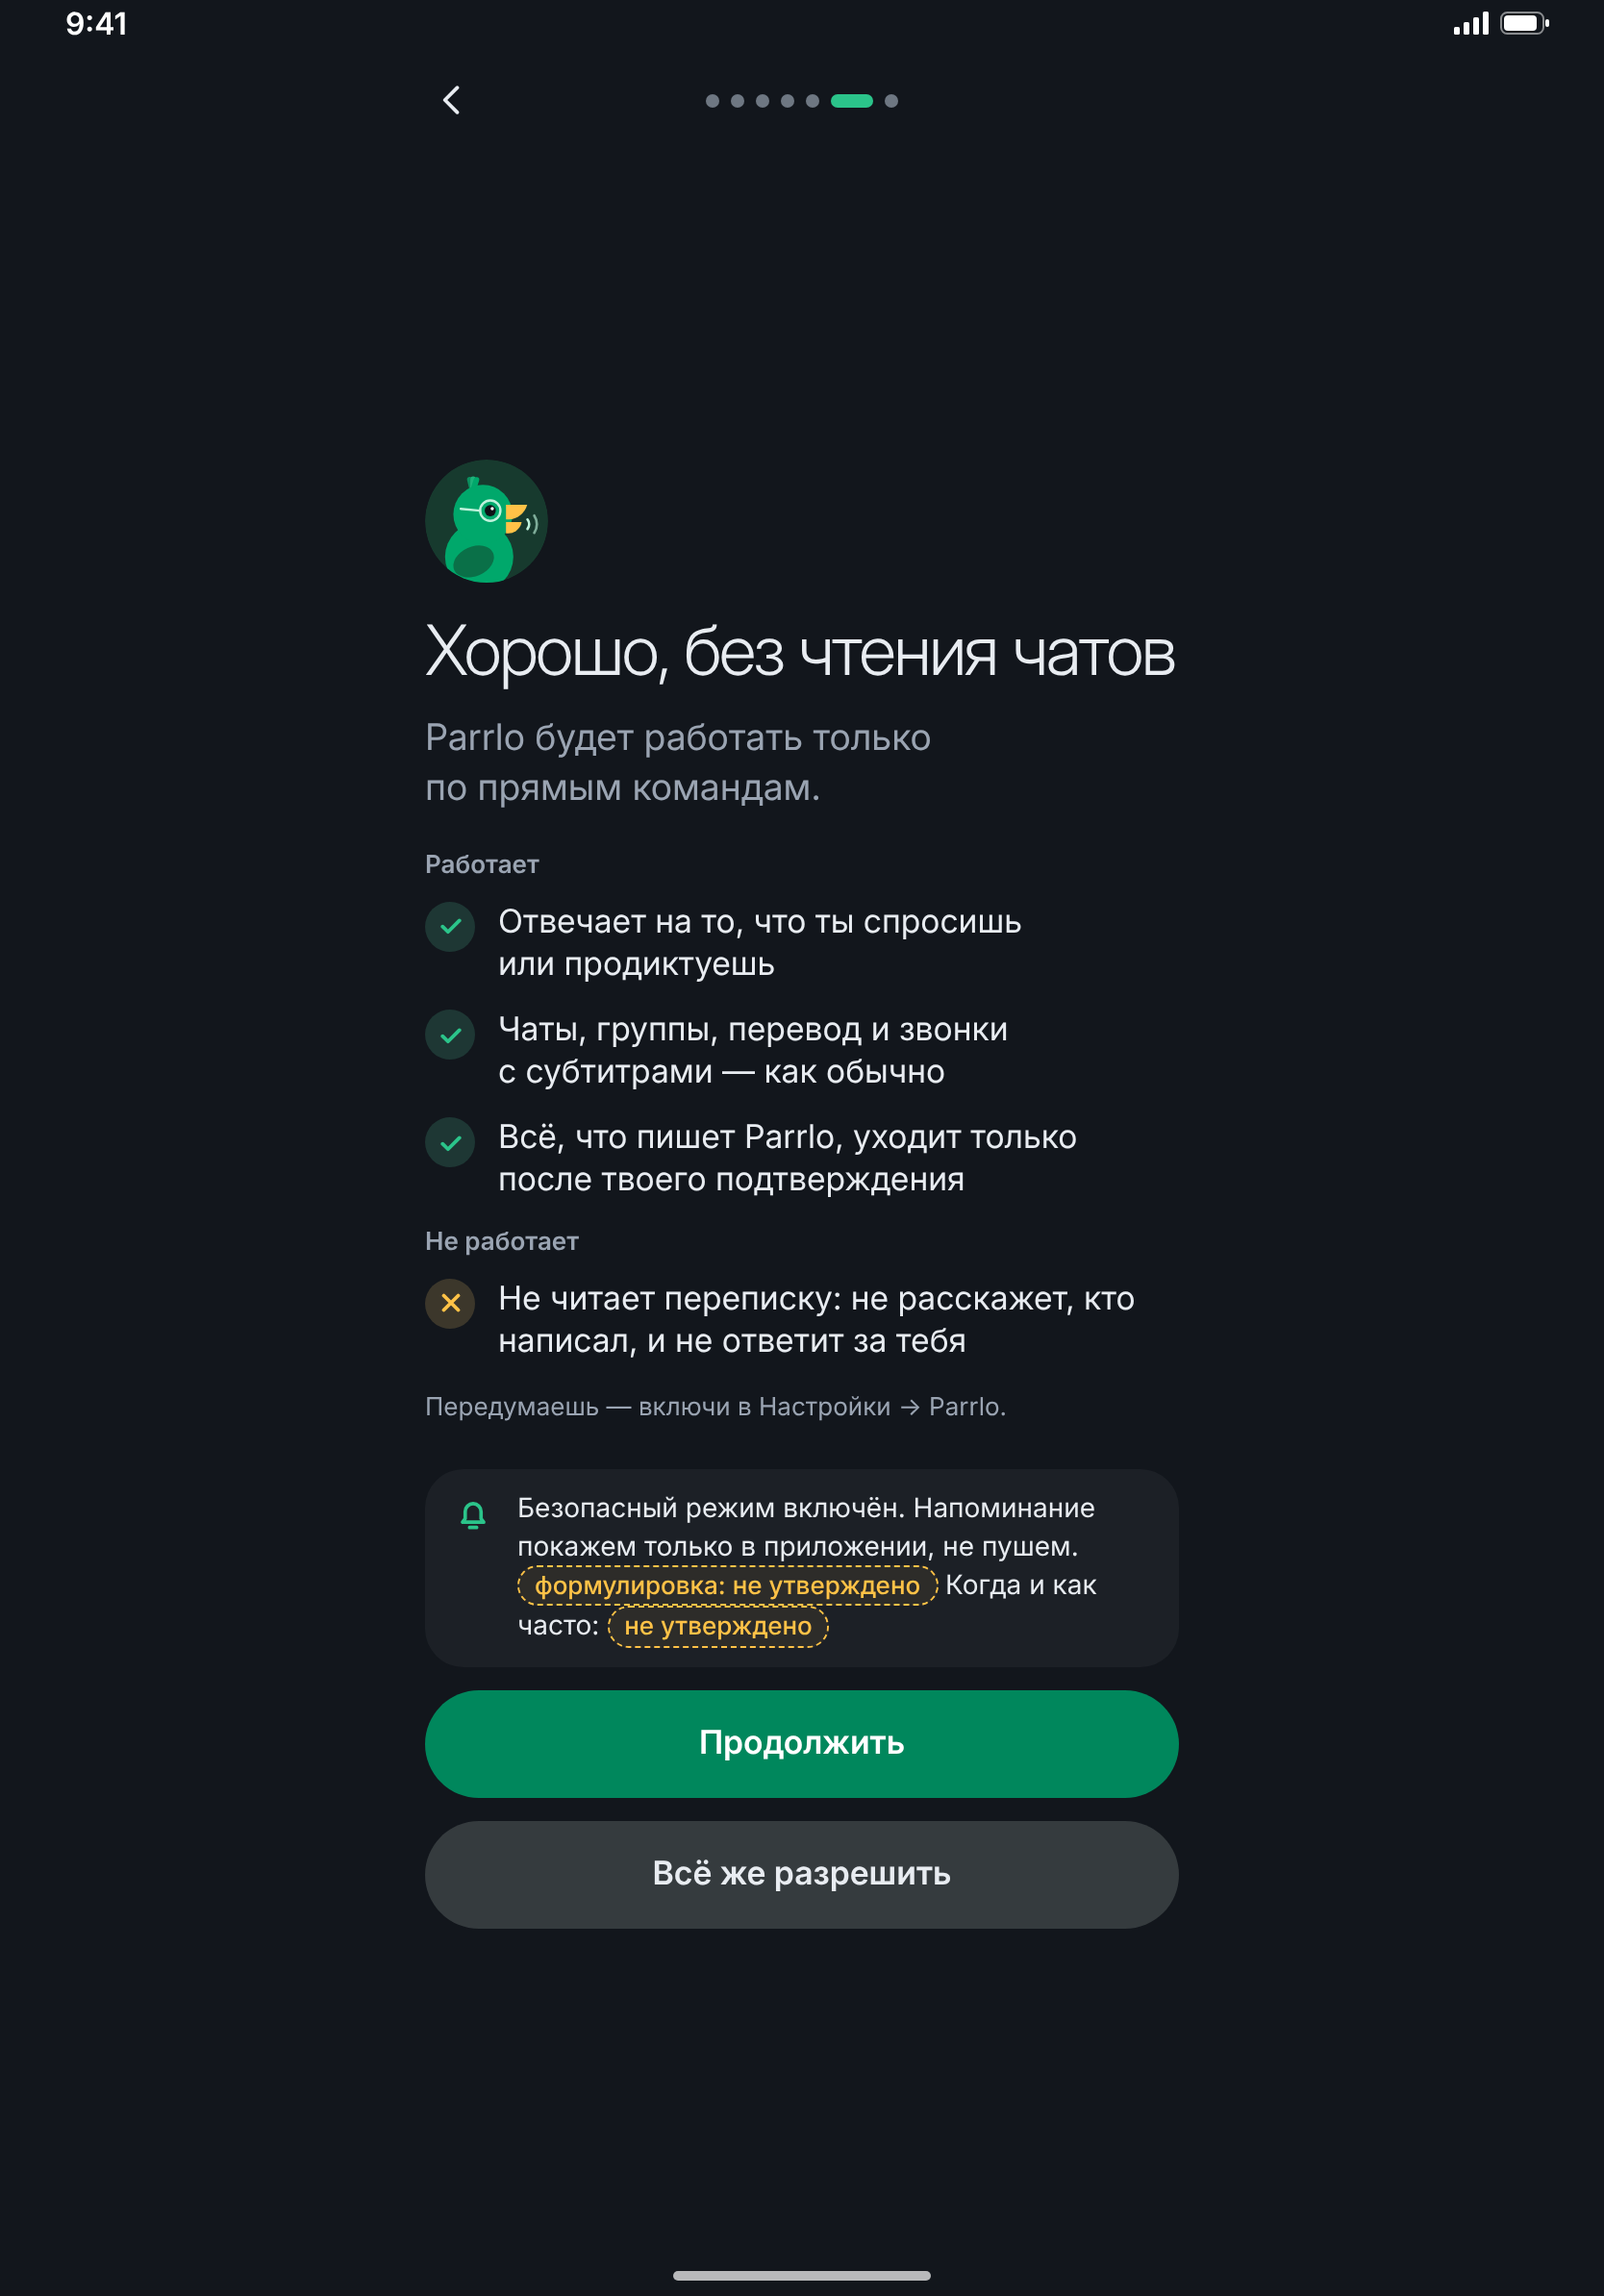 9:41
Хорошо, без чтения чатов
Parrlo будет работать только
по прямым командам.
Работает
Отвечает на то, что ты спросишь
или продиктуешь
Чаты, группы, перевод и звонки
с субтитрами — как обычно
Всё, что пишет Parrlo, уходит только
после твоего подтверждения
Не работает
Не читает переписку: не расскажет, кто
написал, и не ответит за тебя
Передумаешь — включи в Настройки → Parrlo.
Безопасный режим включён. Напоминание
покажем только в приложении, не пушем.
формулировка: не утверждено Когда и как
часто: не утверждено
Продолжить
Всё же разрешить